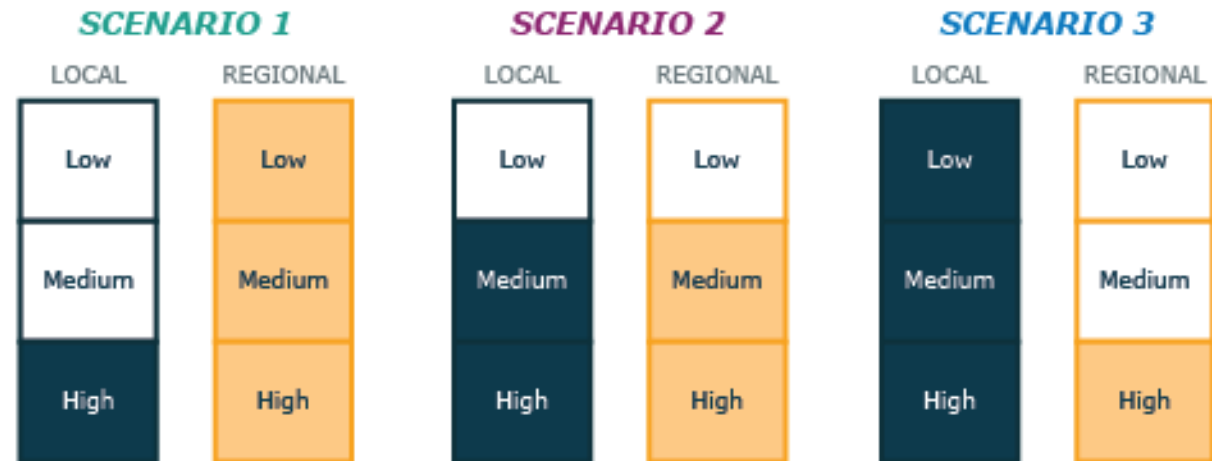 SCENARIO 1
LOCAL
REGIONAL
Low
Low
Medium
Medium
High
High
SCENARIO 2
LOCAL
REGIONAL
Low
Low
Medium
Medium
High
High
SCENARIO 3
LOCAL
REGIONAL
Low
Low
Medium
Medium
High
High